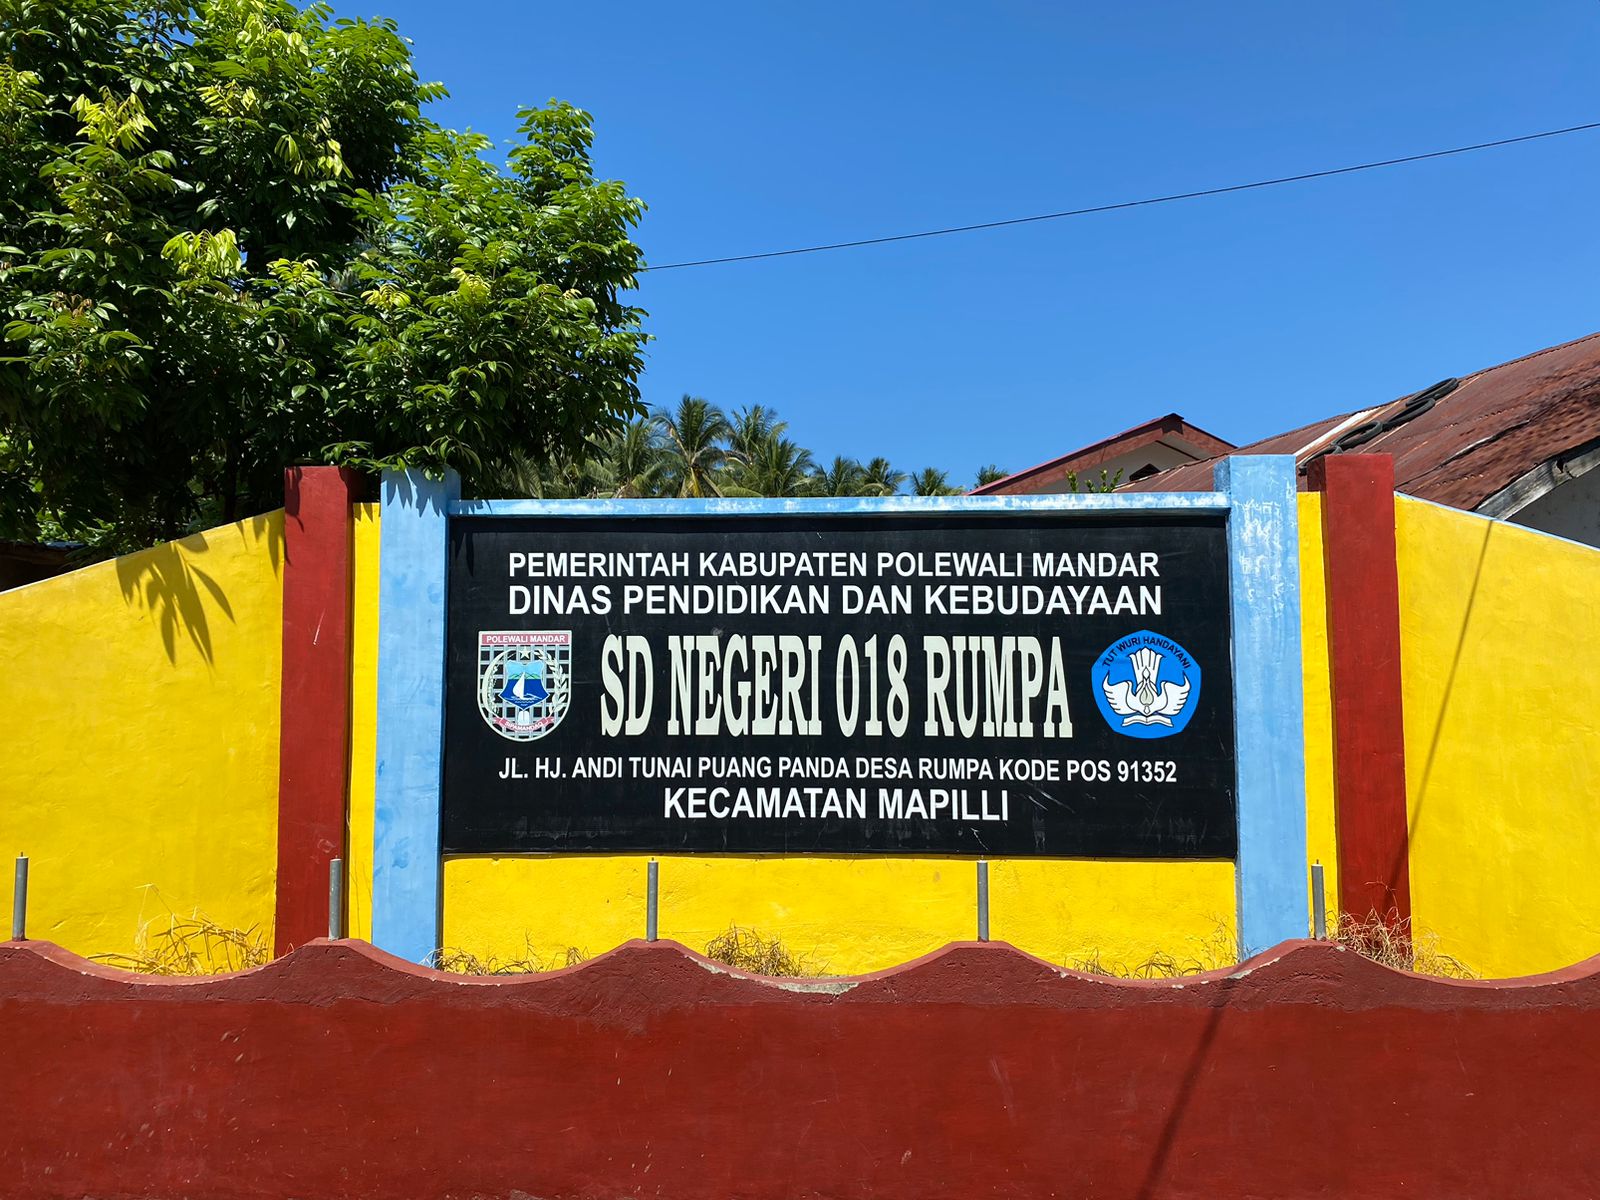 PEMERINTAH KABUPATEN POLEWALI MANDAR
DINAS PENDIDIKAN DAN KEBUDAYAAN
POLEWALI MANDAR
SD NEGERI 018 RUMPA
TUT WURI HANDAYANI
JL. HJ. ANDI TUNAI PUANG PANDA DESA RUMPA KODE POS 91352
KECAMATAN MAPILLI